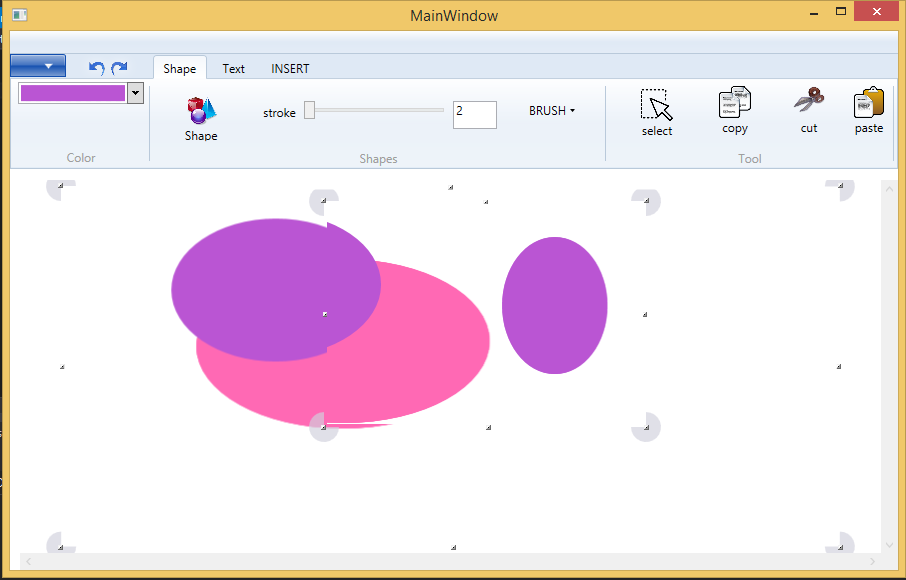 MainWindow
Shape Text INSERT
stroke 2 BRUSH
Shape select copy cut paste
Color Shapes Tool